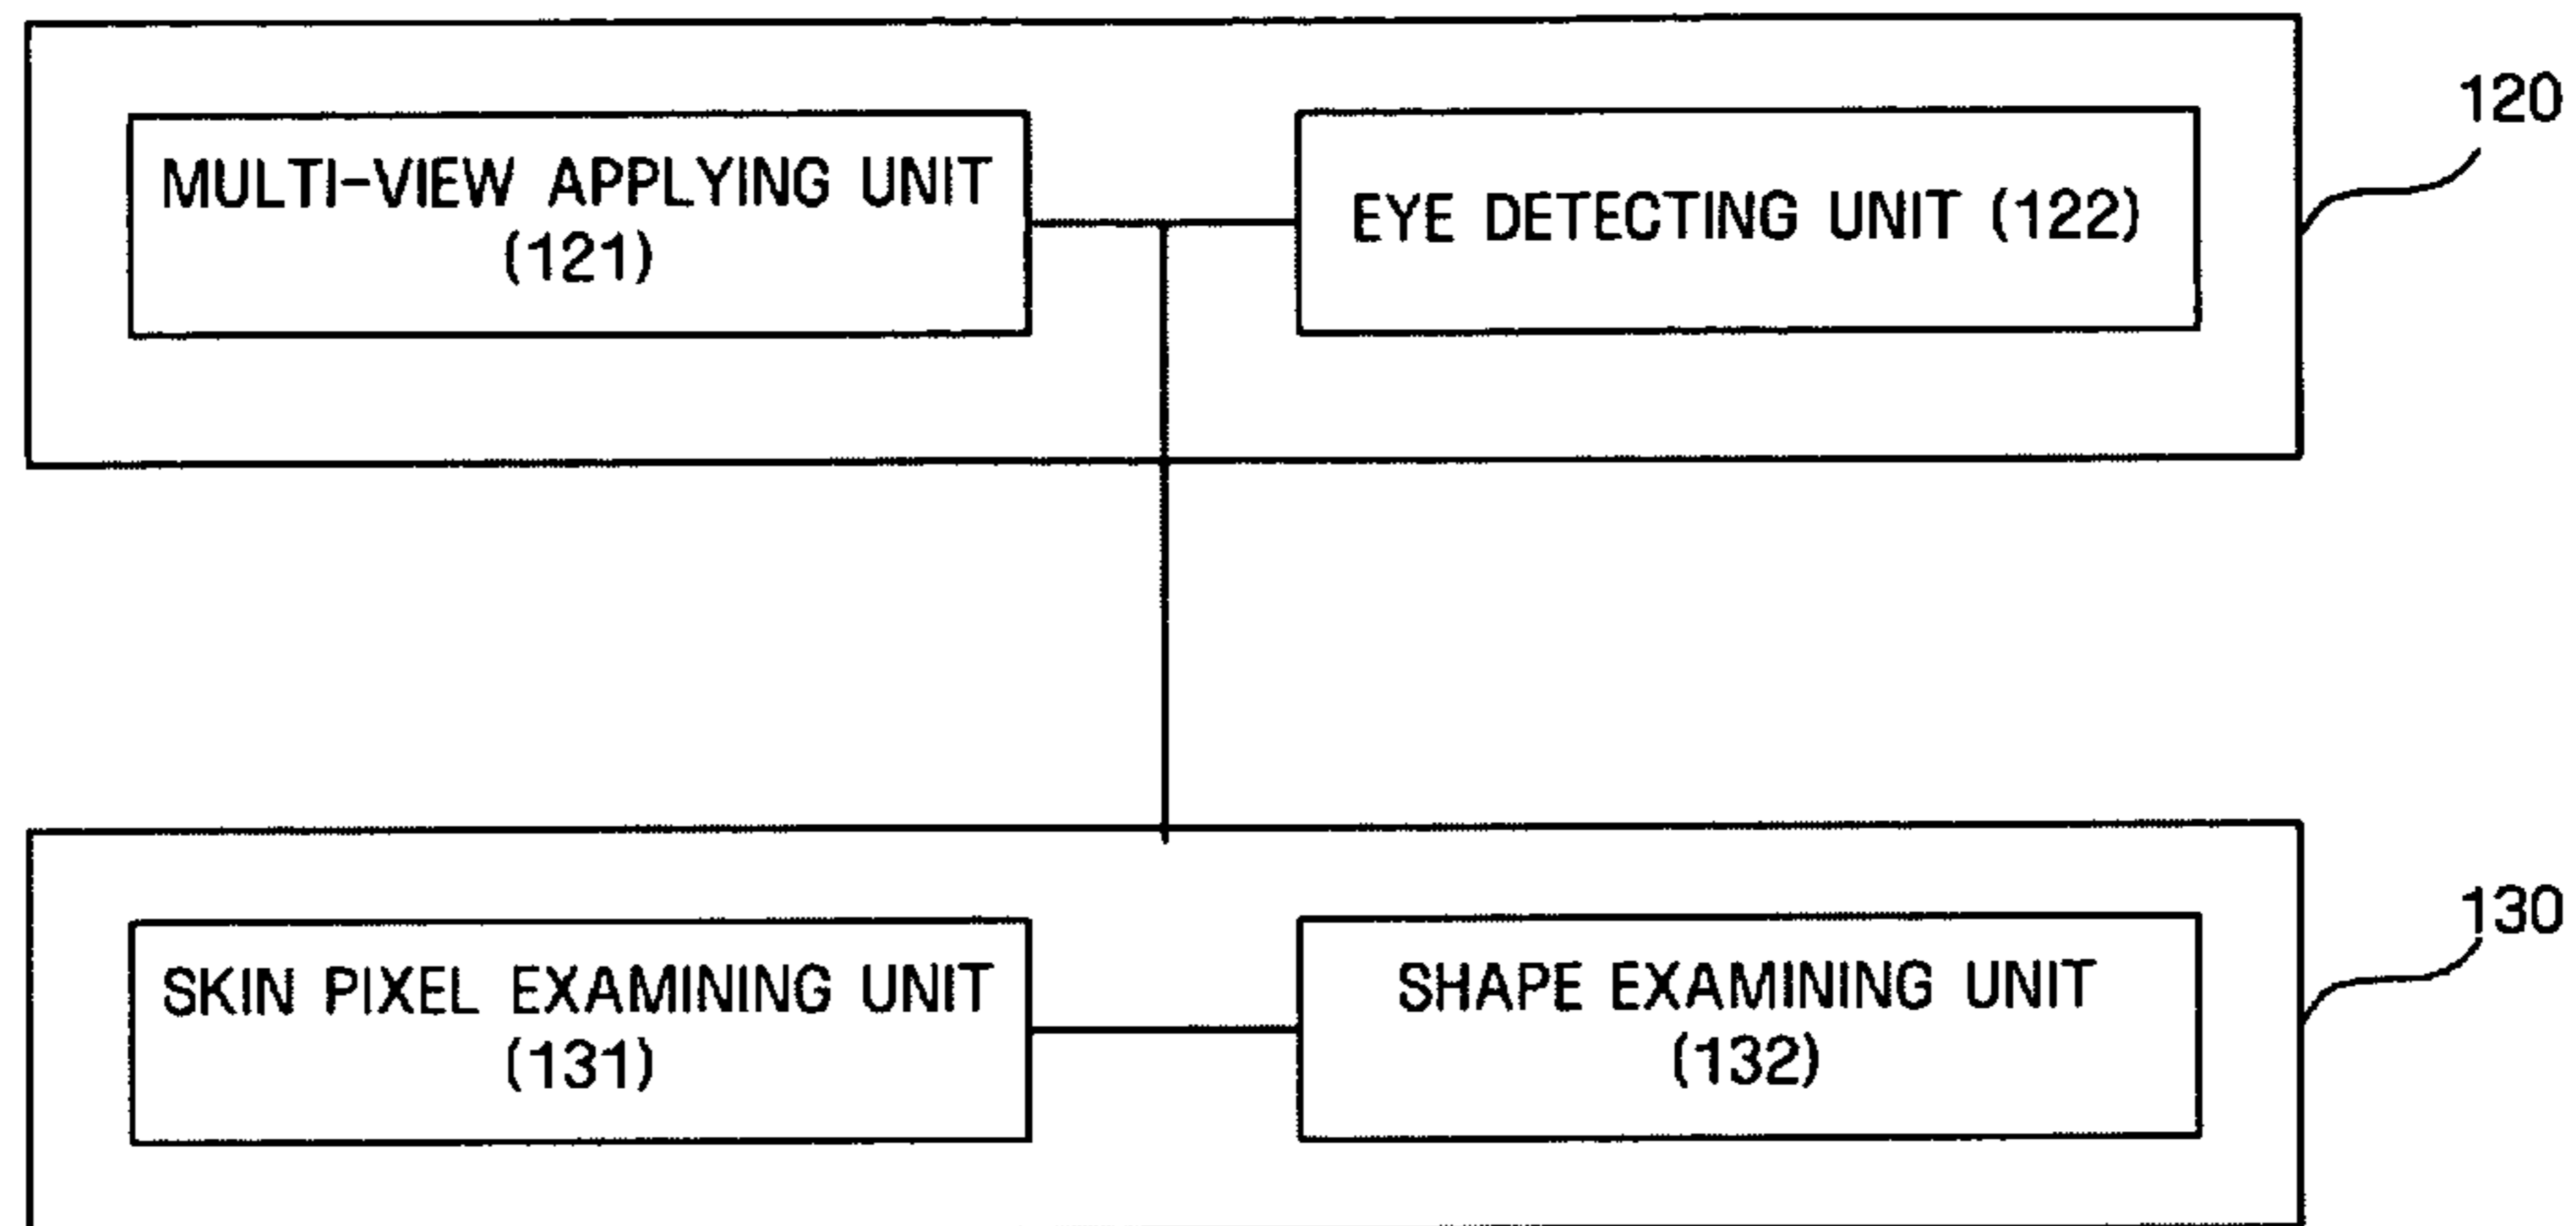 120
MULTI-VIEW APPLYING UNIT
(121)
EYE DETECTING UNIT (122)
130
SKIN PIXEL EXAMINING UNIT
(131)
SHAPE EXAMINING UNIT
(132)